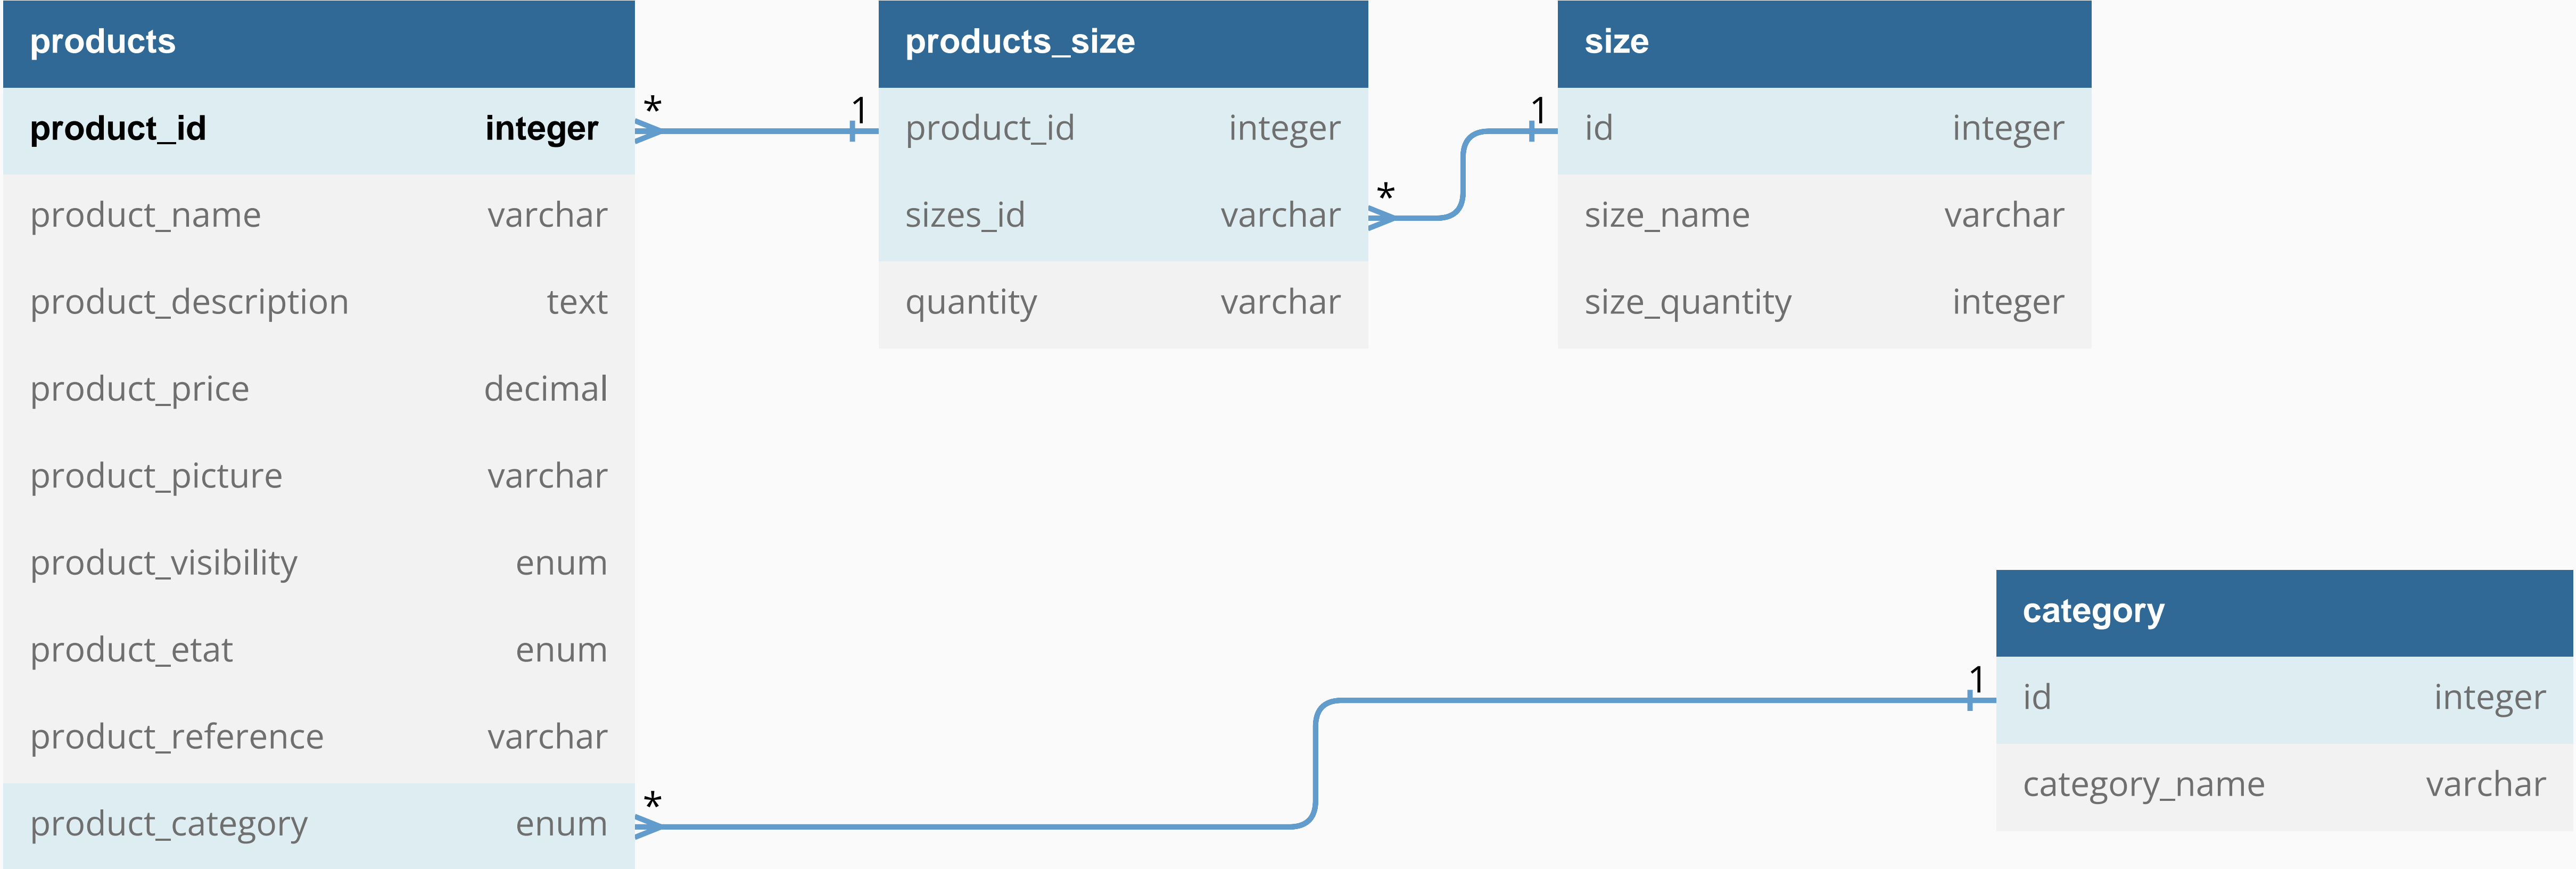 products
product_id integer
product_name varchar
product_description text
product_price decimal
product_picture varchar
product_visibility enum
product_etat enum
product_reference varchar
product_category enum
* 1
products_size
product_id integer
sizes_id varchar
quantity varchar
* 1
size
id integer
size_name varchar
size_quantity integer
* 1
category
id integer
category_name varchar